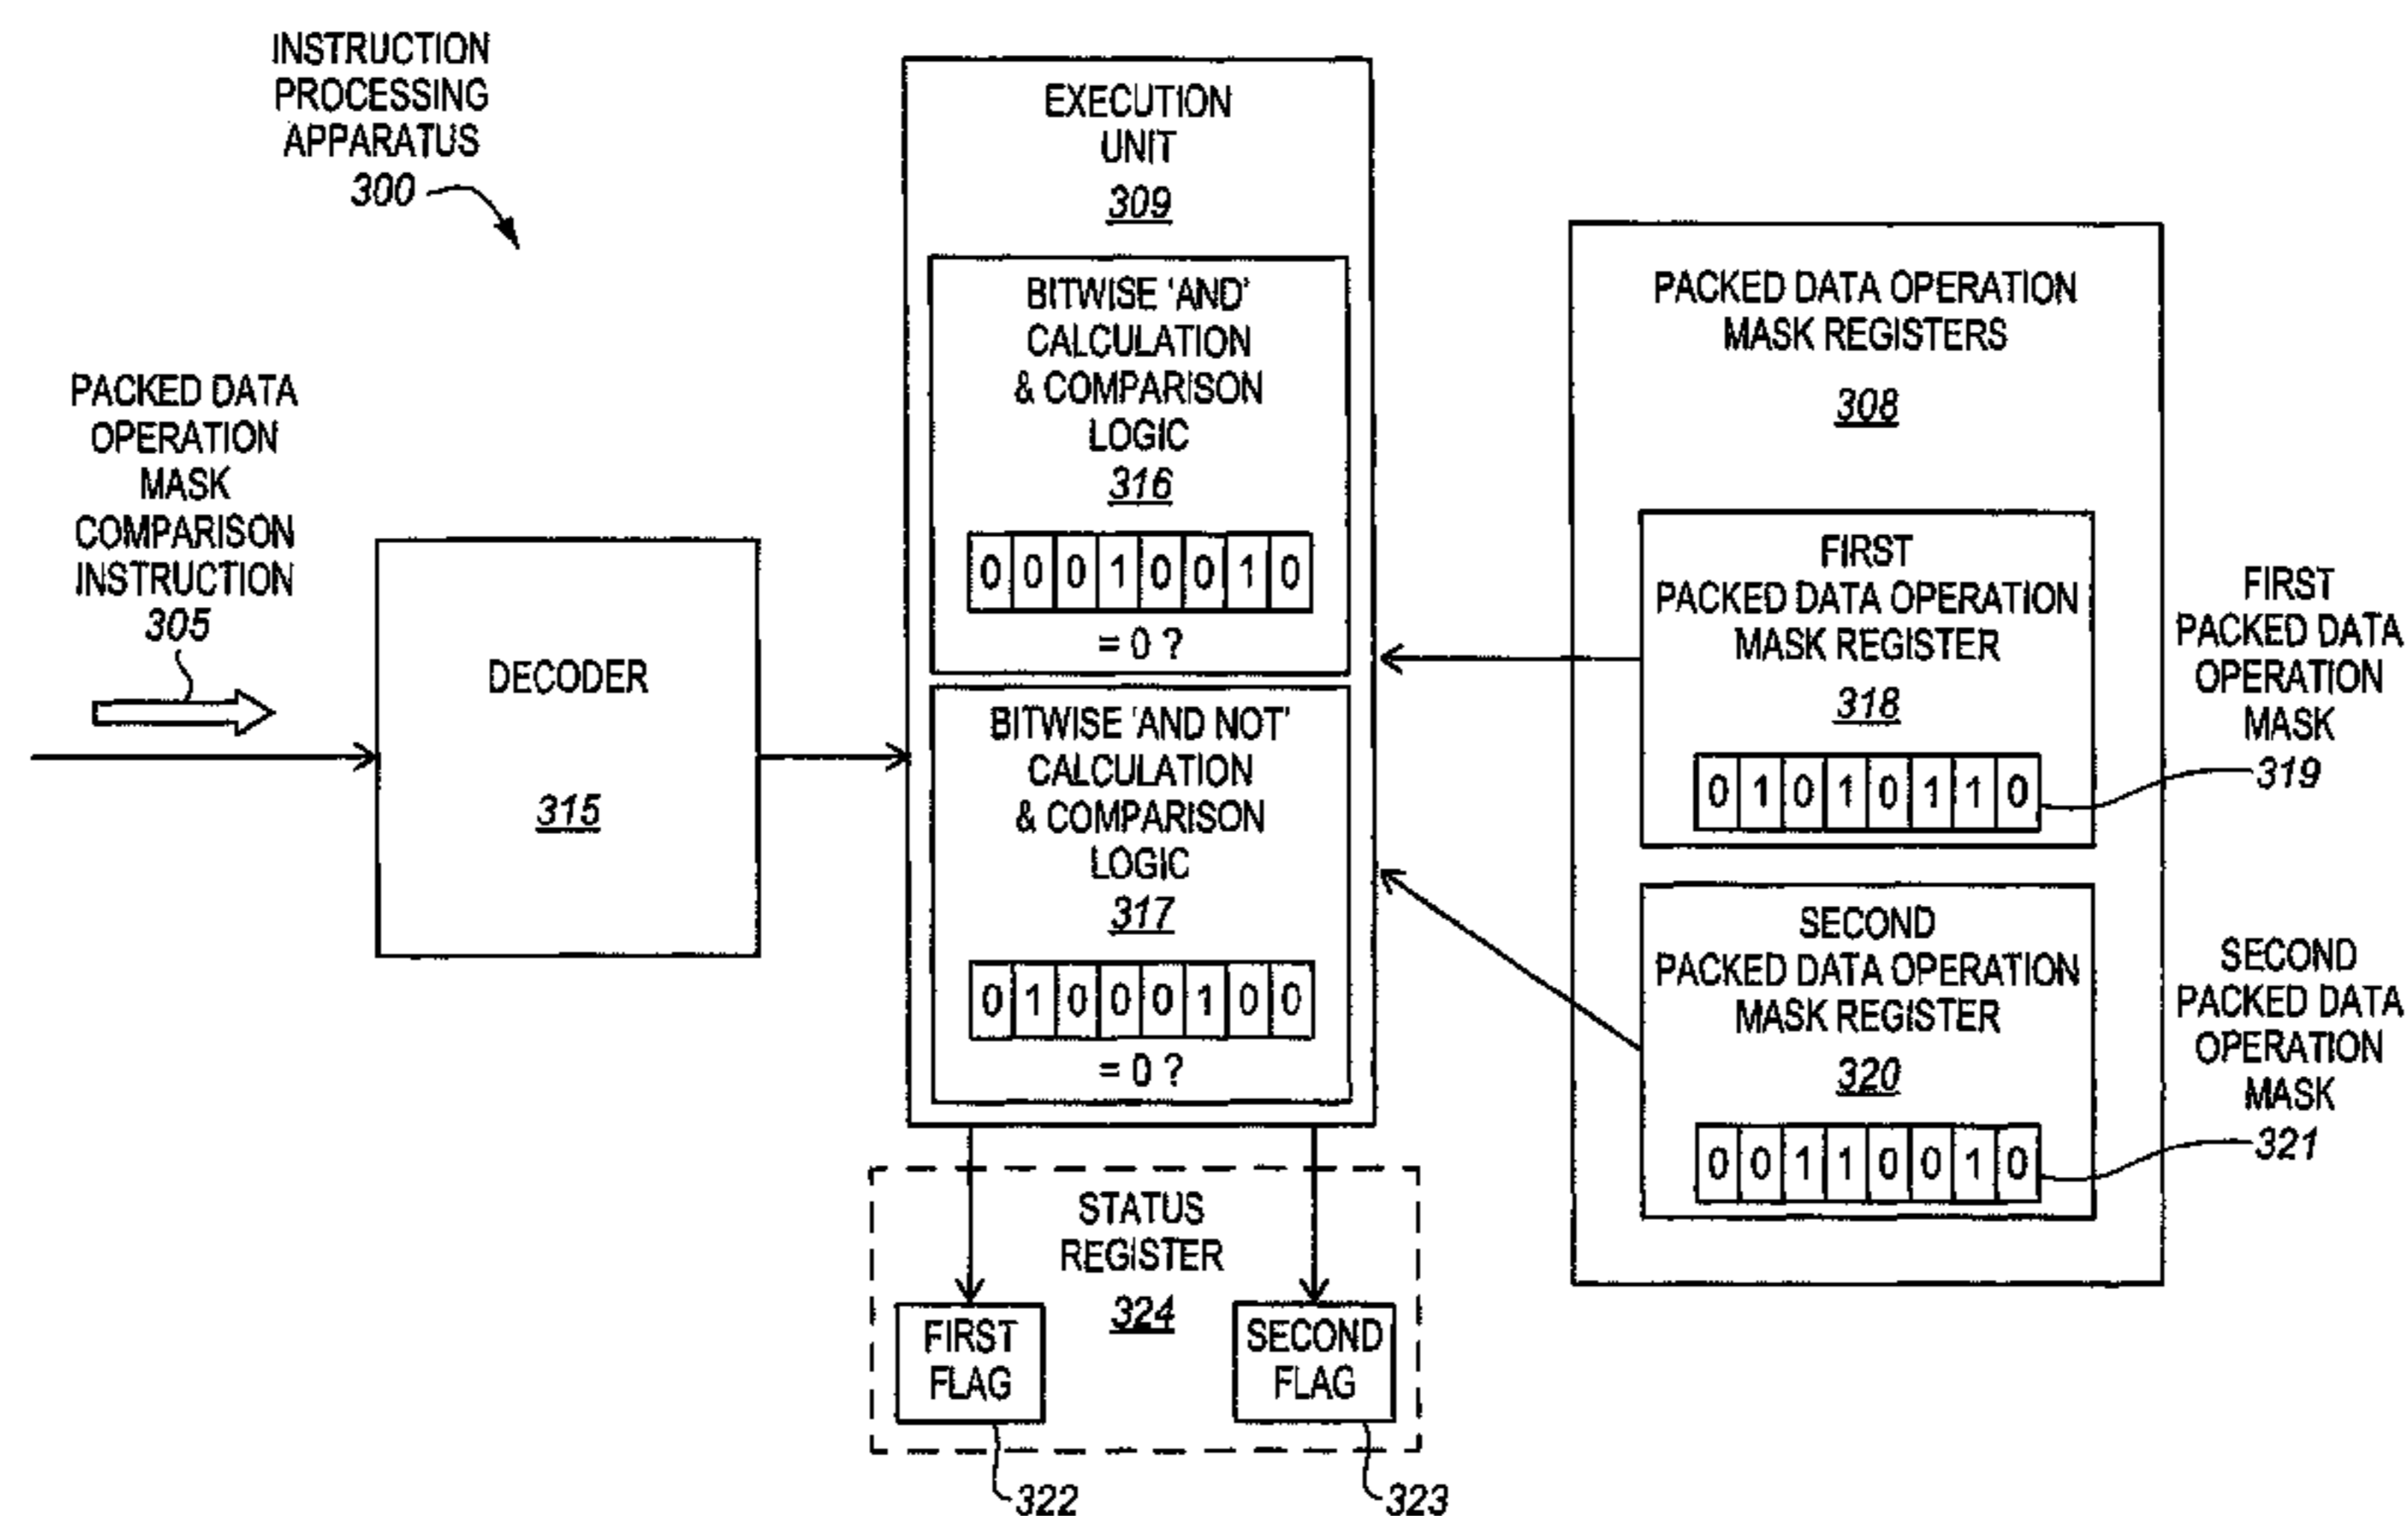 INSTRUCTION
PROCESSING
APPARATUS
300
PACKED DATA
OPERATION
MASK
COMPARISON
INSTRUCTION
305
DECODER
315
EXECUTION
UNIT
309
BITWISE 'AND'
CALCULATION
& COMPARISON
LOGIC
316
0 0 0 1 0 0 1 0
= 0 ?
BITWISE 'AND NOT'
CALCULATION
& COMPARISON
LOGIC
317
0 1 0 0 0 1 0 0
= 0 ?
STATUS
REGISTER
324
FIRST
FLAG
322
SECOND
FLAG
323
PACKED DATA OPERATION
MASK REGISTERS
308
FIRST
PACKED DATA OPERATION
MASK REGISTER
318
0 1 0 1 0 1 1 0
FIRST
PACKED DATA
OPERATION
MASK
319
SECOND
PACKED DATA OPERATION
MASK REGISTER
320
0 0 1 1 0 0 1 0
SECOND
PACKED DATA
OPERATION
MASK
321